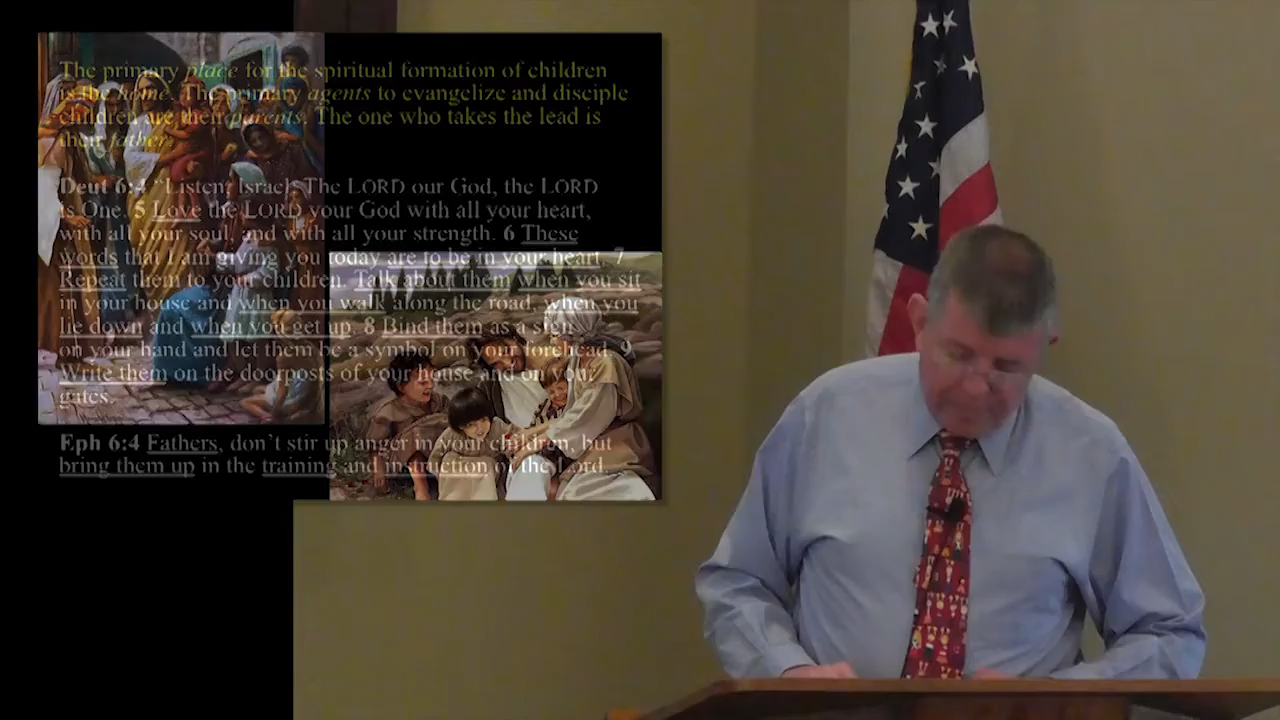 The primary place for the spiritual formation of children
is the home. The primary agents to evangelize and disciple
children are their parents. The one who takes the lead is
their father.
Deut 6:4 “Listen, Israel: The LORD our God, the LORD
is One. 5 Love the LORD your God with all your heart,
with all your soul, and with all your strength. 6 These
words that I am giving you today are to be in your heart. 7
Repeat them to your children. Talk about them when you sit
in your house and when you walk along the road, when you
lie down and when you get up. 8 Bind them as a sign
on your hand and let them be a symbol on your forehead. 9
Write them on the doorposts of your house and on your
gates.
Eph 6:4 Fathers, don’t stir up anger in your children, but
bring them up in the training and instruction of the Lord.